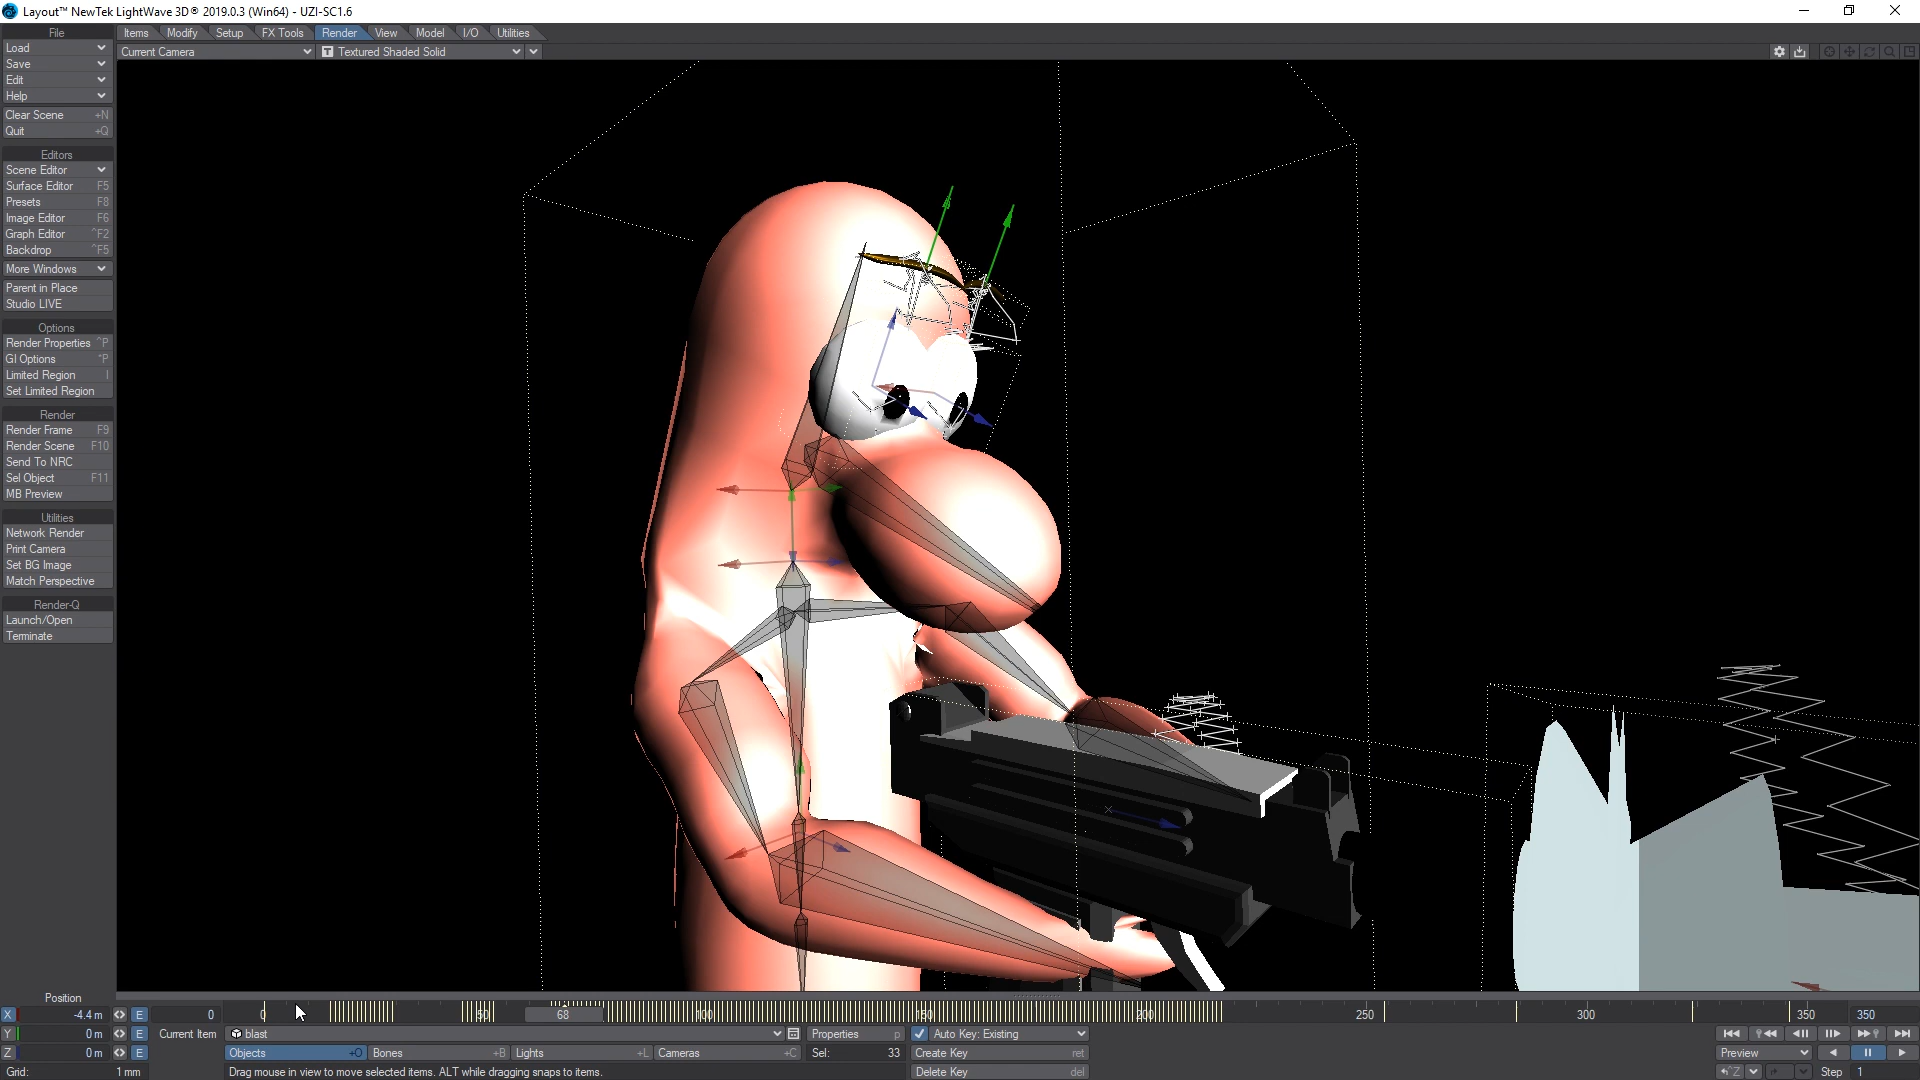 Layout™ NewTek LightWave 3D® 2019.0.3 (Win64) - UZI-SC1.6
File Items Modify Setup FX Tools Render View Model I/O Utilities
Load Current Camera T Textured Shaded Solid
Save
Edit
Help
Clear Scene +N
Quit +Q
Editors
Scene Editor
Surface Editor F5
Presets F8
Image Editor F6
Graph Editor ^F2
Backdrop ^F5
More Windows
Parent in Place
Studio LIVE
Options
Render Properties ^P
GI Options *P
Limited Region l
Set Limited Region
Render
Render Frame F9
Render Scene F10
Send To NRC
Sel Object F11
MB Preview
Utilities
Network Render
Print Camera
Set BG Image
Match Perspective
Render-Q
Launch/Open
Terminate
Position
X -4.4 m E 0 0 50 68 100 150 200 250 300 350 350
Y 0 m E Current Item blast Properties p Auto Key: Existing
Z 0 m E Objects +O Bones +B Lights +L Cameras +C Sel: 33 Create Key ret Preview
Grid: 1 mm Drag mouse in view to move selected items. ALT while dragging snaps to items. Delete Key del ^Z Step 1